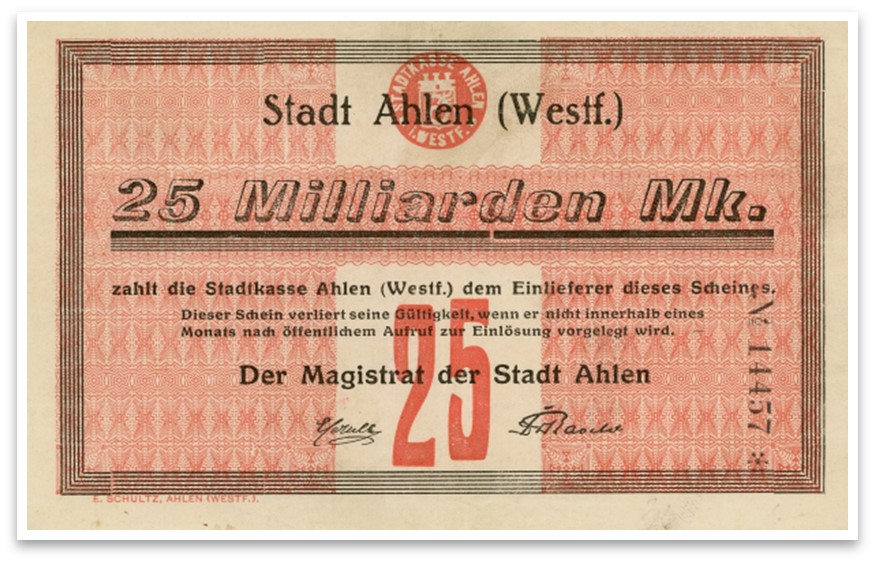 STADTKASSE AHLEN
i.WESTF.
Stadt Ahlen (Westf.)
25 Milliarden Mk.
zahlt die Stadtkasse Ahlen (Westf.) dem Einlieferer dieses Scheines.
Dieser Schein verliert seine Gültigkeit, wenn er nicht innerhalb eines
Monats nach öffentlichem Aufruf zur Einlösung vorgelegt wird.
25
Der Magistrat der Stadt Ahlen
№ 14457 *
E. SCHULTZ, AHLEN (WESTF.).